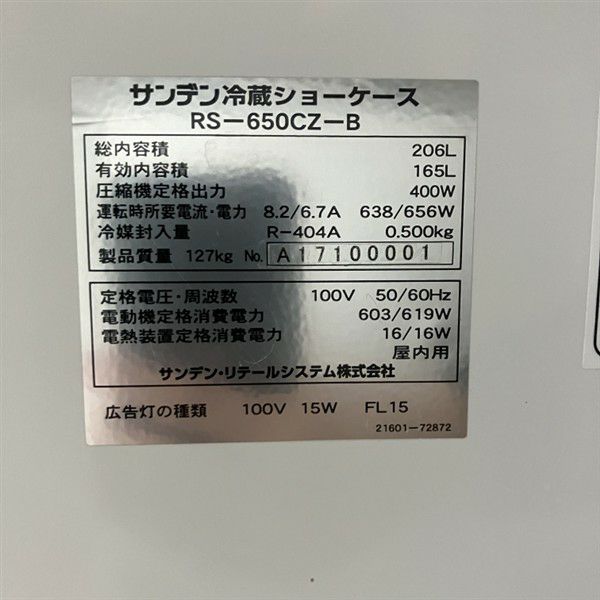 サンデン冷蔵ショーケース
RS-650CZ-B
総内容積 206L
有効内容積 165L
圧縮機定格出力 400W
運転時所要電流・電力 8.2/6.7A 638/656W
冷媒封入量 R-404A 0.500kg
製品質量 127kg No. A17100001
定格電圧・周波数 100V 50/60Hz
電動機定格消費電力 603/619W
電熱装置定格消費電力 16/16W
屋内用
サンデン・リテールシステム株式会社
広告灯の種類 100V 15W FL15
21601-72872